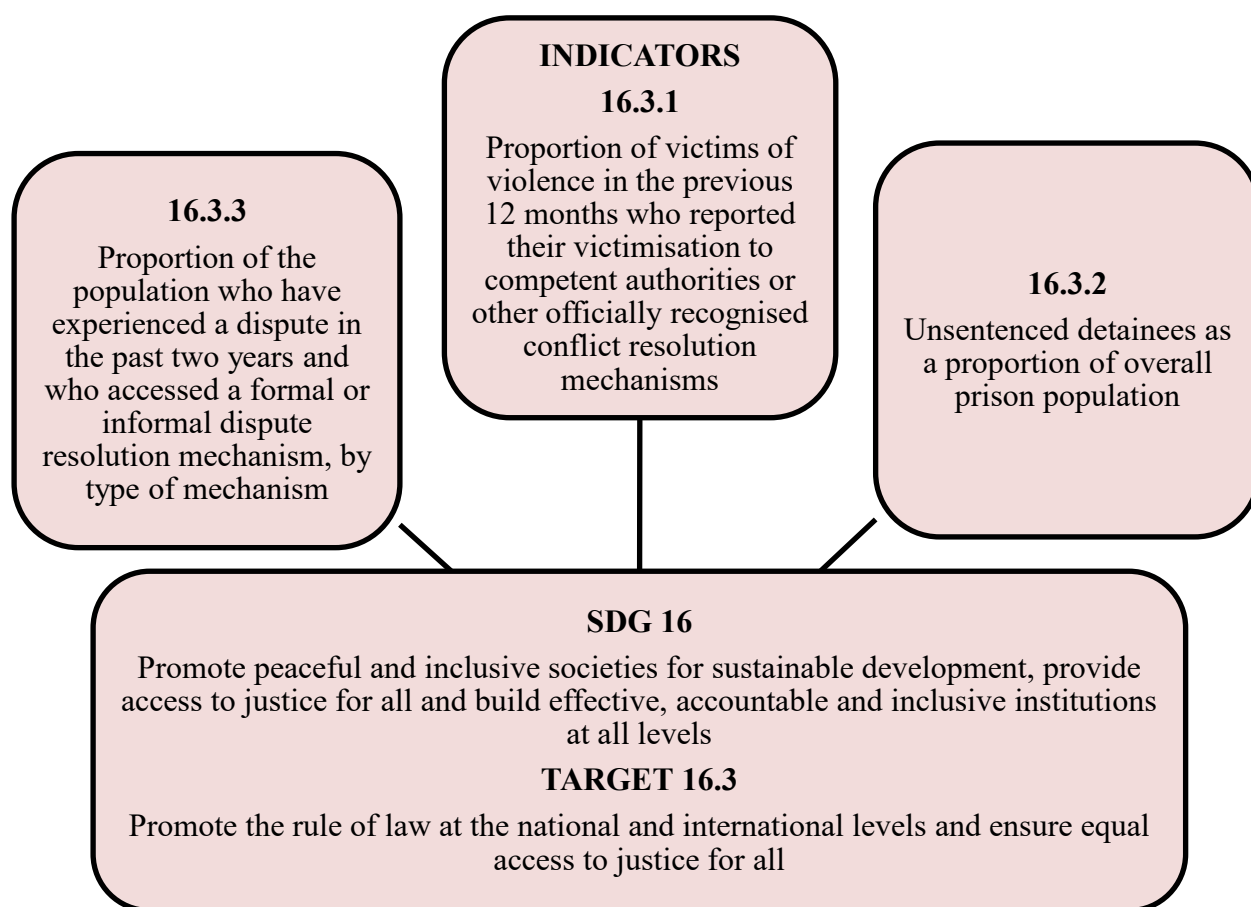 INDICATORS
16.3.1
Proportion of victims of
violence in the previous
12 months who reported
their victimisation to
competent authorities or
other officially recognised
conflict resolution
mechanisms
16.3.3
Proportion of the
population who have
experienced a dispute in
the past two years and
who accessed a formal or
informal dispute
resolution mechanism, by
type of mechanism
16.3.2
Unsentenced detainees as
a proportion of overall
prison population
SDG 16
Promote peaceful and inclusive societies for sustainable development, provide
access to justice for all and build effective, accountable and inclusive institutions
at all levels
TARGET 16.3
Promote the rule of law at the national and international levels and ensure equal
access to justice for all